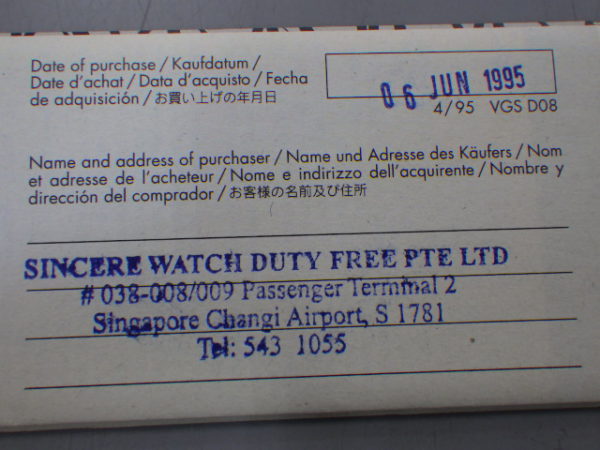 Date of purchase / Kaufdatum /
Date d'achat / Data d'acquisto / Fecha
de adquisición / お買い上げの年月日
06 JUN 1995
4/95 VGS D08
Name and address of purchaser / Name und Adresse des Käufers / Nom
et adresse de l'acheteur / Nome e indirizzo dell'acquirente / Nombre y
dirección del comprador / お客様の名前及び住所
SINCERE WATCH DUTY FREE PTE LTD
# 038-008/009 Passenger Terminal 2
Singapore Changi Airport, S 1781
Tel: 543 1055